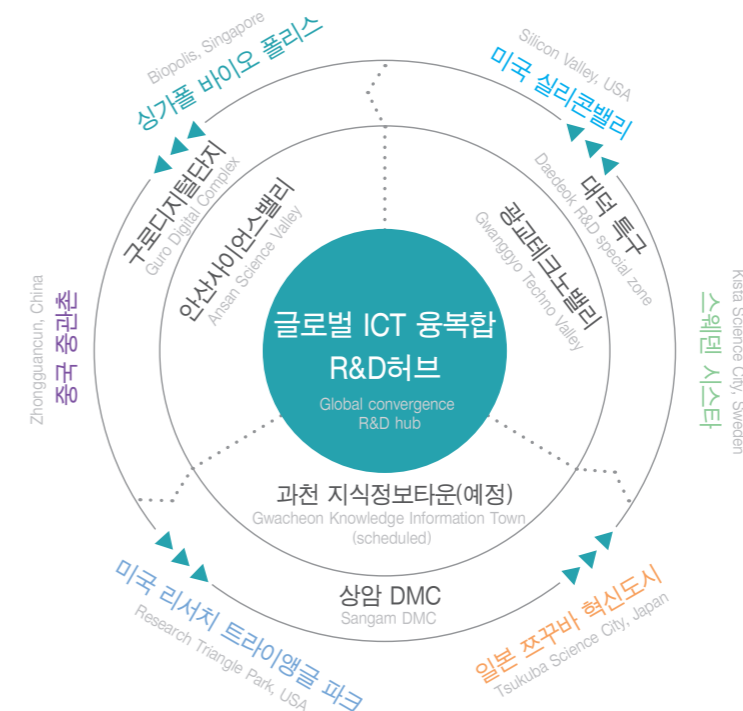 Biopolis, Singapore
싱가폴 바이오 폴리스
Silicon Valley, USA
미국 실리콘밸리
구로디지털단지
Guro Digital Complex
대덕 특구
Daedeok R&D special zone
안산사이언스밸리
Ansan Science Valley
광교테크노밸리
Gwanggyo Techno Valley
Zhongguancun, China
중국 중관촌
글로벌 ICT 융복합
R&D허브
Global convergence
R&D hub
Kista Science City, Sweden
스웨덴 시스타
과천 지식정보타운(예정)
Gwacheon Knowledge Information Town
(scheduled)
상암 DMC
Sangam DMC
미국 리서치 트라이앵글 파크
Research Triangle Park, USA
일본 쯔꾸바 혁신도시
Tsukuba Science City, Japan